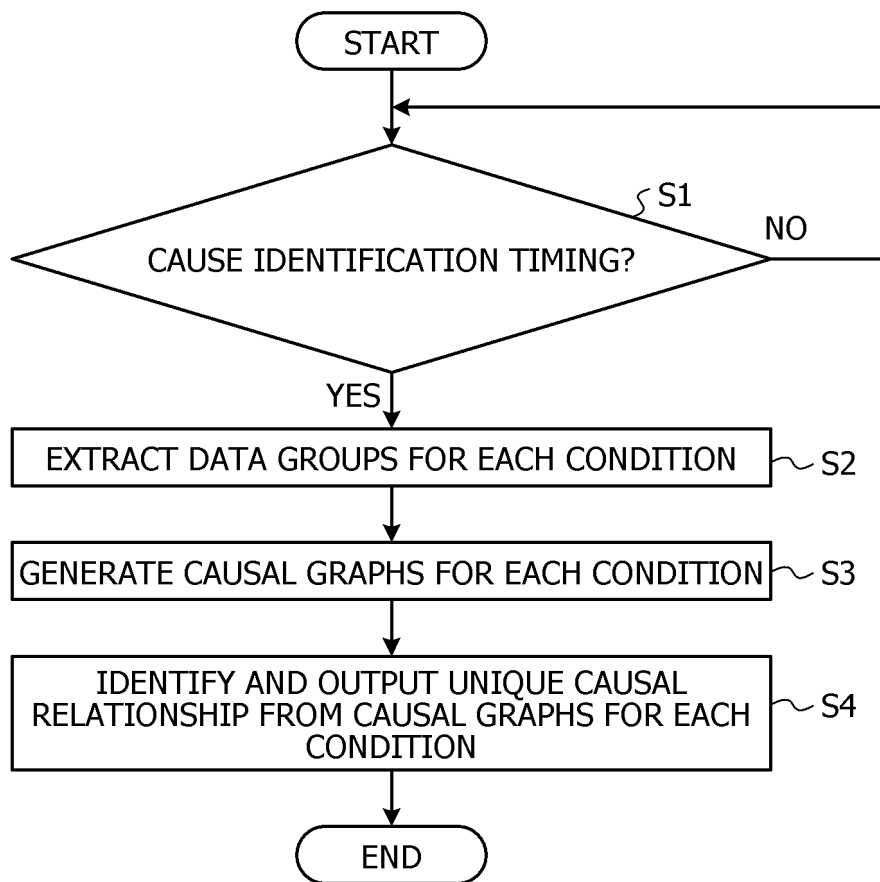 START
S1
NO
CAUSE IDENTIFICATION TIMING?
YES
EXTRACT DATA GROUPS FOR EACH CONDITION
S2
GENERATE CAUSAL GRAPHS FOR EACH CONDITION
S3
IDENTIFY AND OUTPUT UNIQUE CAUSAL
RELATIONSHIP FROM CAUSAL GRAPHS FOR EACH
CONDITION
S4
END